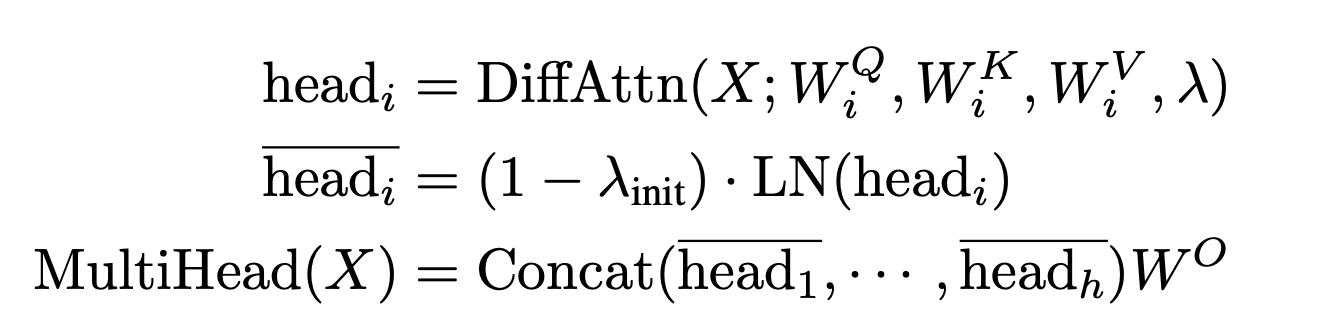 head_i = DiffAttn(X; W_i^Q, W_i^K, W_i^V, λ)
\overline{head_i} = (1 − λ_init) · LN(head_i)
MultiHead(X) = Concat(\overline{head_1}, ··· , \overline{head_h})W^O